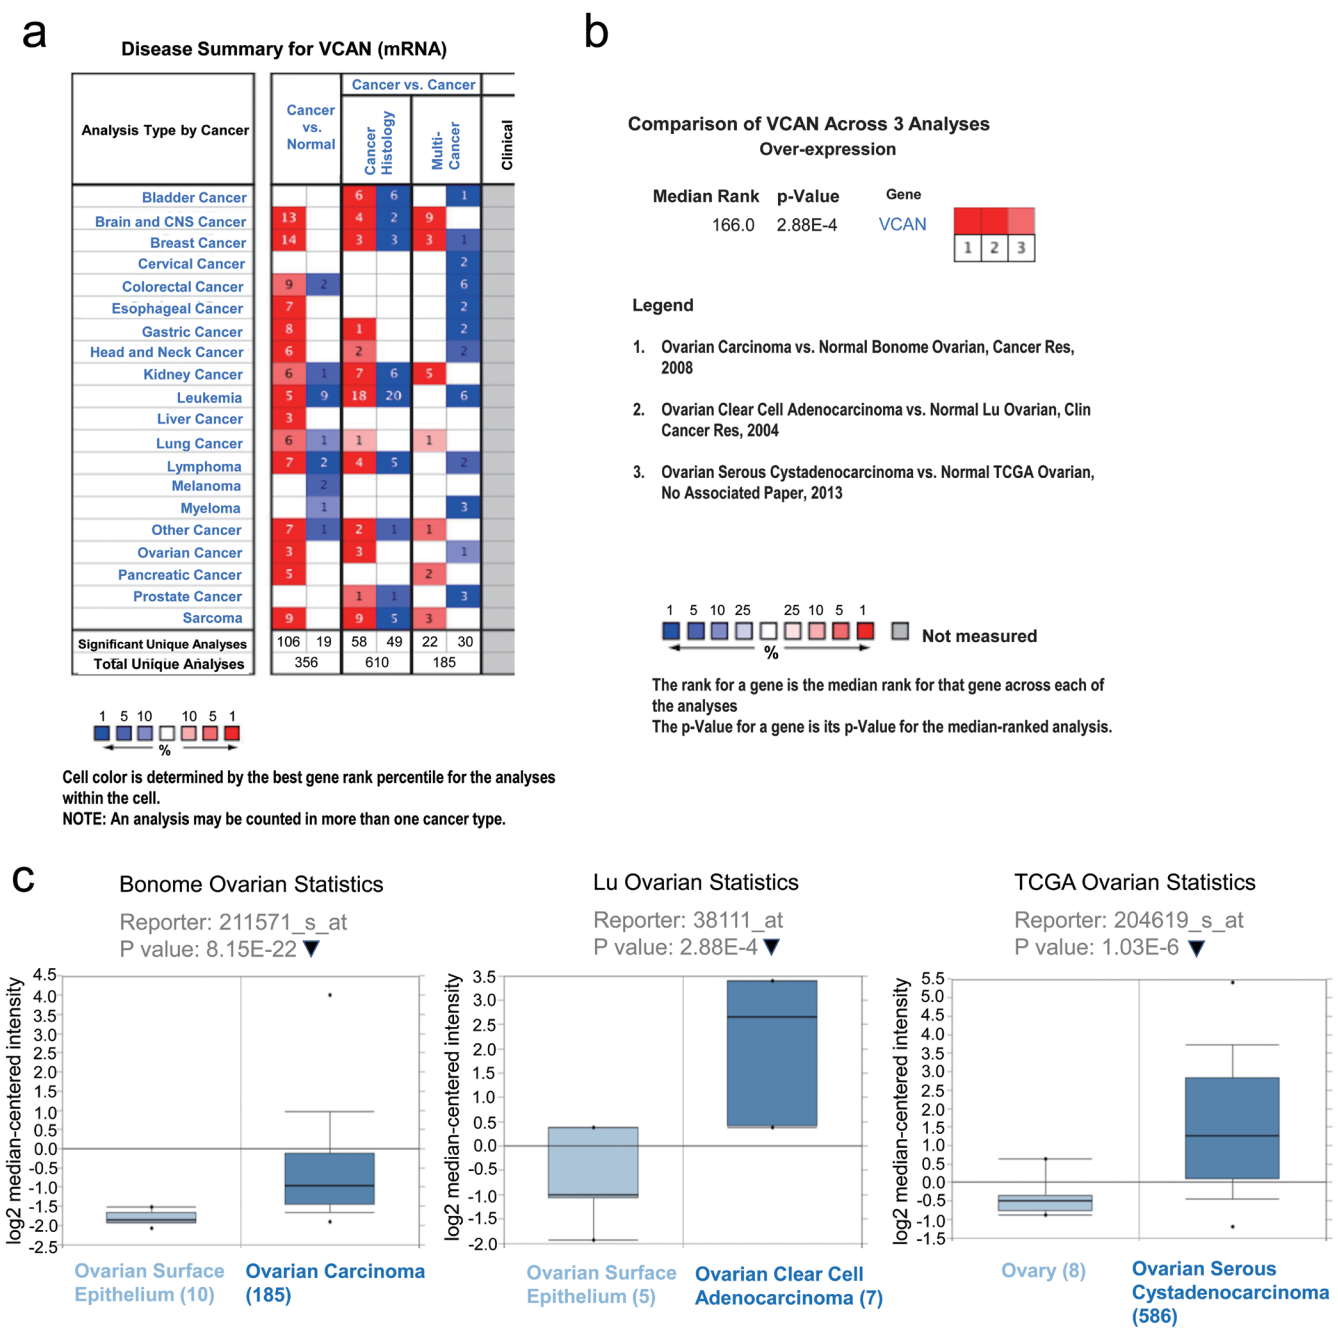 a
Disease Summary for VCAN (mRNA)
Analysis Type by Cancer
Cancer
vs.
Normal
Cancer vs. Cancer
Cancer
Histology
Multi-
Cancer
Clinical
Bladder Cancer 6 6 1
Brain and CNS Cancer 13 4 2 9
Breast Cancer 14 3 3 3 1
Cervical Cancer 2
Colorectal Cancer 9 2 6
Esophageal Cancer 7 2
Gastric Cancer 8 1 2
Head and Neck Cancer 6 2 2
Kidney Cancer 6 1 7 6 5
Leukemia 5 9 18 20 6
Liver Cancer 3
Lung Cancer 6 1 1 1
Lymphoma 7 2 4 5 2
Melanoma 2
Myeloma 1 3
Other Cancer 7 1 2 1 1
Ovarian Cancer 3 3 1
Pancreatic Cancer 5 2
Prostate Cancer 1 1 3
Sarcoma 9 9 5 3
Significant Unique Analyses 106 19 58 49 22 30
Total Unique Analyses 356 610 185
1 5 10 10 5 1
%
Cell color is determined by the best gene rank percentile for the analyses
within the cell.
NOTE: An analysis may be counted in more than one cancer type.
b
Comparison of VCAN Across 3 Analyses
Over-expression
Median Rank p-Value Gene
166.0 2.88E-4 VCAN
1 2 3
Legend
1. Ovarian Carcinoma vs. Normal Bonome Ovarian, Cancer Res,
2008
2. Ovarian Clear Cell Adenocarcinoma vs. Normal Lu Ovarian, Clin
Cancer Res, 2004
3. Ovarian Serous Cystadenocarcinoma vs. Normal TCGA Ovarian,
No Associated Paper, 2013
1 5 10 25 25 10 5 1
%
Not measured
The rank for a gene is the median rank for that gene across each of
the analyses
The p-Value for a gene is its p-Value for the median-ranked analysis.
c
Bonome Ovarian Statistics
Reporter: 211571_s_at
P value: 8.15E-22
log2 median-centered intensity
4.5
4.0
3.5
3.0
2.5
2.0
1.5
1.0
0.5
0.0
-0.5
-1.0
-1.5
-2.0
-2.5
Ovarian Surface
Epithelium (10)
Ovarian Carcinoma
(185)
Lu Ovarian Statistics
Reporter: 38111_at
P value: 2.88E-4
log2 median-centered intensity
3.5
3.0
2.5
2.0
1.5
1.0
0.5
0.0
-0.5
-1.0
-1.5
-2.0
Ovarian Surface
Epithelium (5)
Ovarian Clear Cell
Adenocarcinoma (7)
TCGA Ovarian Statistics
Reporter: 204619_s_at
P value: 1.03E-6
log2 median-centered intensity
5.5
5.0
4.5
4.0
3.5
3.0
2.5
2.0
1.5
1.0
0.5
0.0
-0.5
-1.0
-1.5
Ovary (8)
Ovarian Serous
Cystadenocarcinoma
(586)